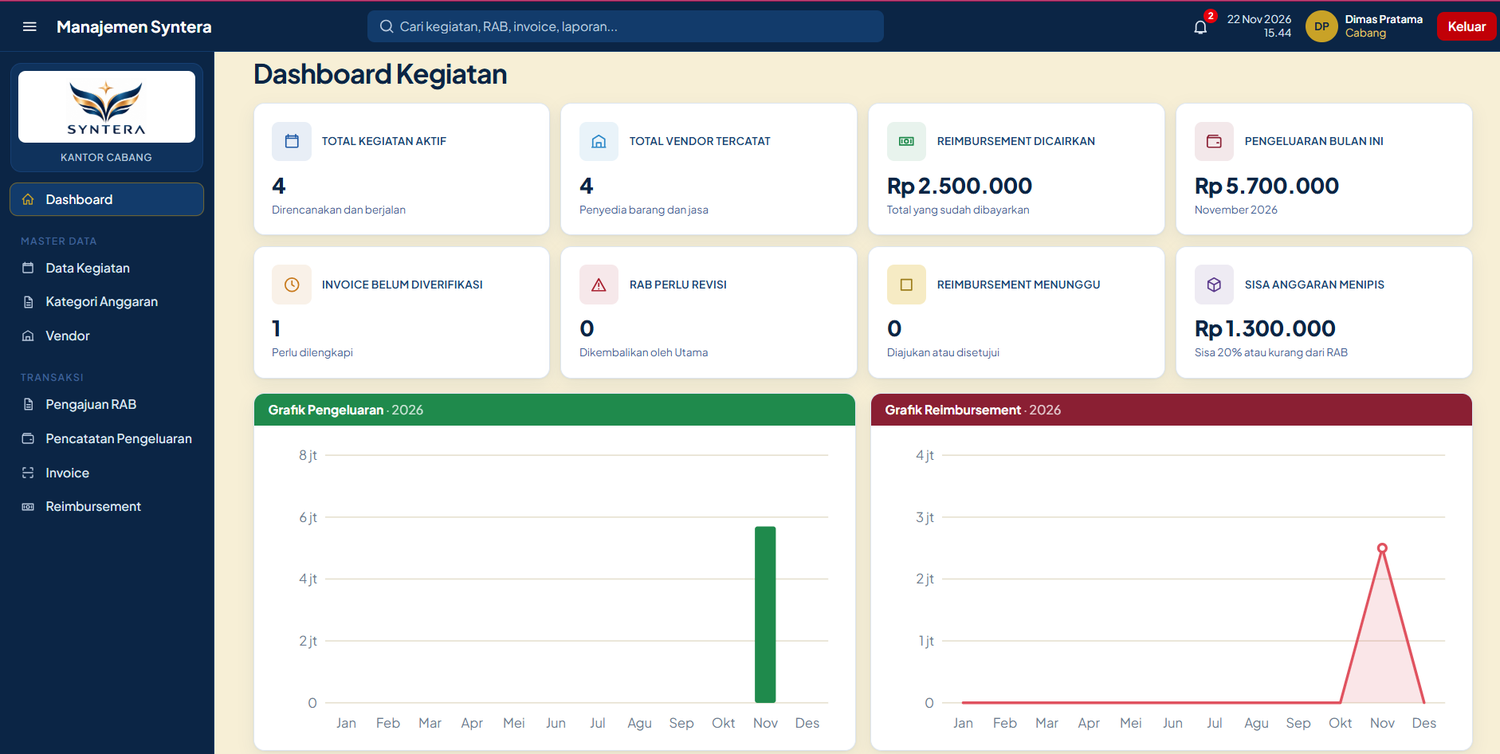 Manajemen Syntera
Cari kegiatan, RAB, invoice, laporan...
2
22 Nov 2026
15.44
DP
Dimas Pratama
Cabang
Keluar
SYNTERA
KANTOR CABANG
Dashboard
MASTER DATA
Data Kegiatan
Kategori Anggaran
Vendor
TRANSAKSI
Pengajuan RAB
Pencatatan Pengeluaran
Invoice
Reimbursement
Dashboard Kegiatan
TOTAL KEGIATAN AKTIF
4
Direncanakan dan berjalan
TOTAL VENDOR TERCATAT
4
Penyedia barang dan jasa
REIMBURSEMENT DICAIRKAN
Rp 2.500.000
Total yang sudah dibayarkan
PENGELUARAN BULAN INI
Rp 5.700.000
November 2026
INVOICE BELUM DIVERIFIKASI
1
Perlu dilengkapi
RAB PERLU REVISI
0
Dikembalikan oleh Utama
REIMBURSEMENT MENUNGGU
0
Diajukan atau disetujui
SISA ANGGARAN MENIPIS
Rp 1.300.000
Sisa 20% atau kurang dari RAB
Grafik Pengeluaran · 2026
8 jt
6 jt
4 jt
2 jt
0
Jan Feb Mar Apr Mei Jun Jul Agu Sep Okt Nov Des
Grafik Reimbursement · 2026
4 jt
3 jt
2 jt
1 jt
0
Jan Feb Mar Apr Mei Jun Jul Agu Sep Okt Nov Des